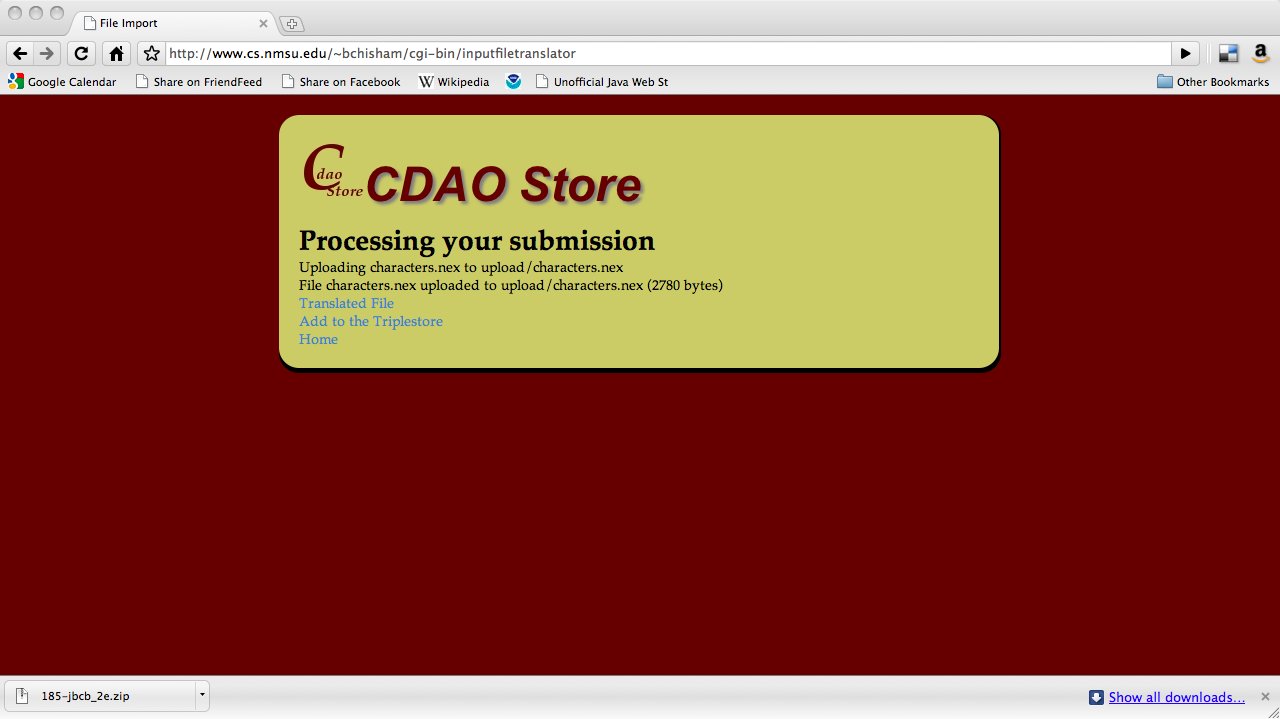 File Import
http://www.cs.nmsu.edu/~bchisham/cgi-bin/inputfiletranslator
Google Calendar Share on FriendFeed Share on Facebook W Wikipedia Unofficial Java Web St Other Bookmarks
Cdao Store CDAO Store
Processing your submission
Uploading characters.nex to upload/characters.nex
File characters.nex uploaded to upload/characters.nex (2780 bytes)
Translated File
Add to the Triplestore
Home
185-jbcb_2e.zip Show all downloads...